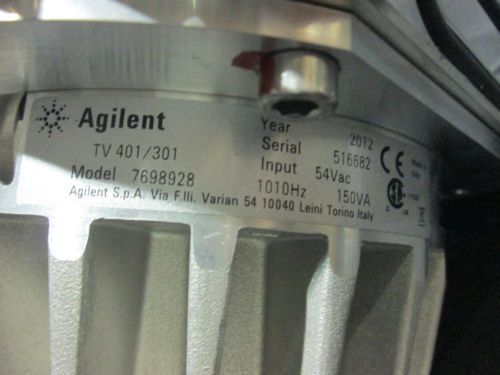 Agilent
TV 401/301
Model 7698928
Year 2012
Serial 516682
Input 54Vac
1010Hz 150VA
Agilent S.p.A. Via F.lli. Varian 54 10040 Leini Torino Italy
CE